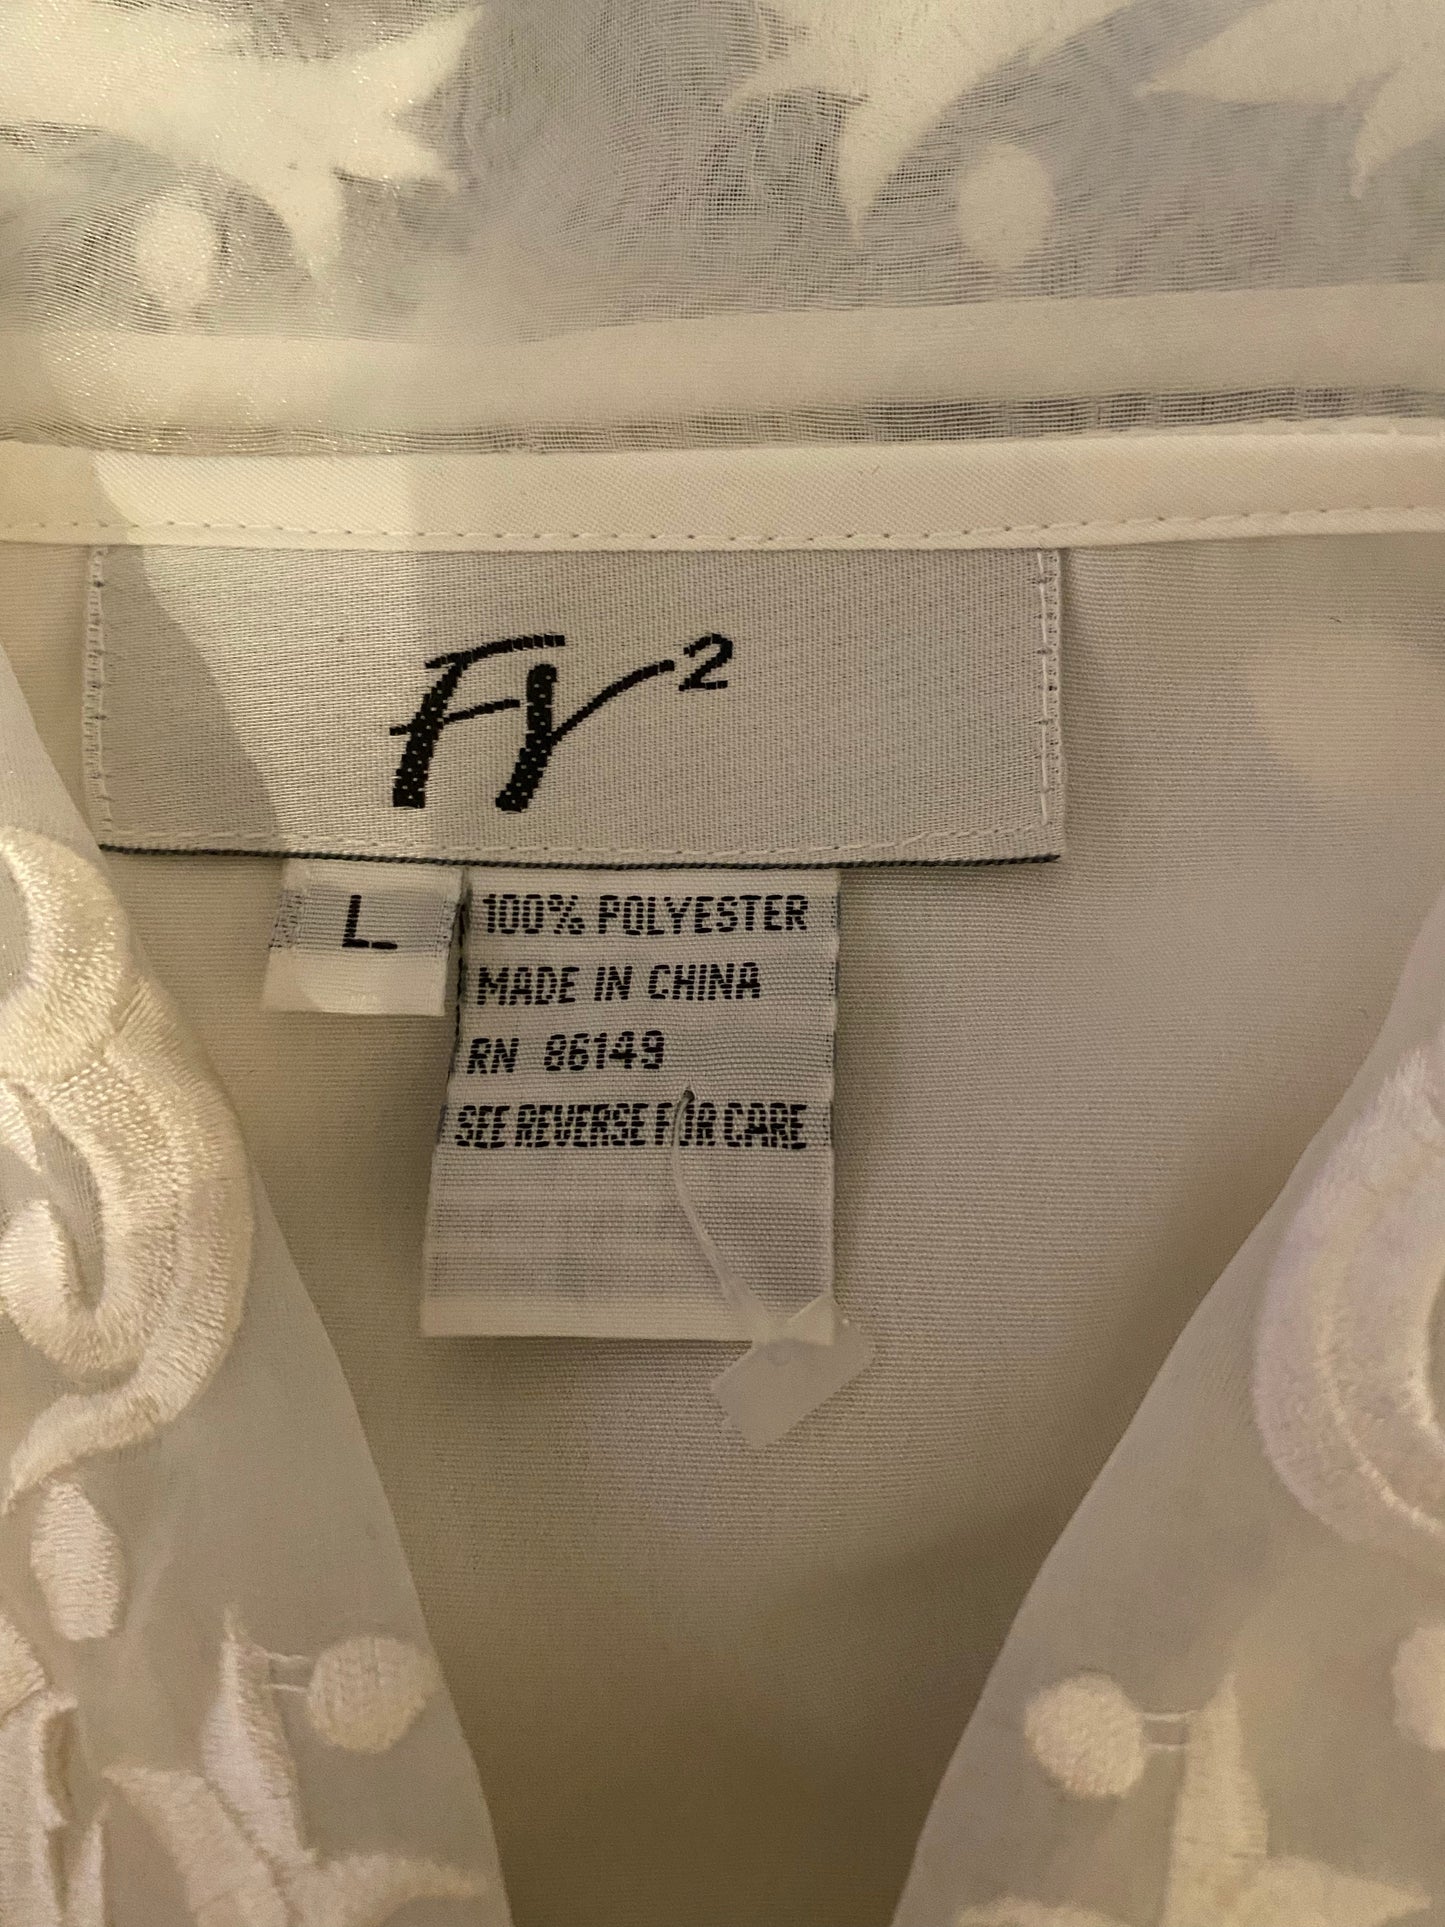 Fy²
L
100% POLYESTER
MADE IN CHINA
RN 86149
SEE REVERSE FOR CARE